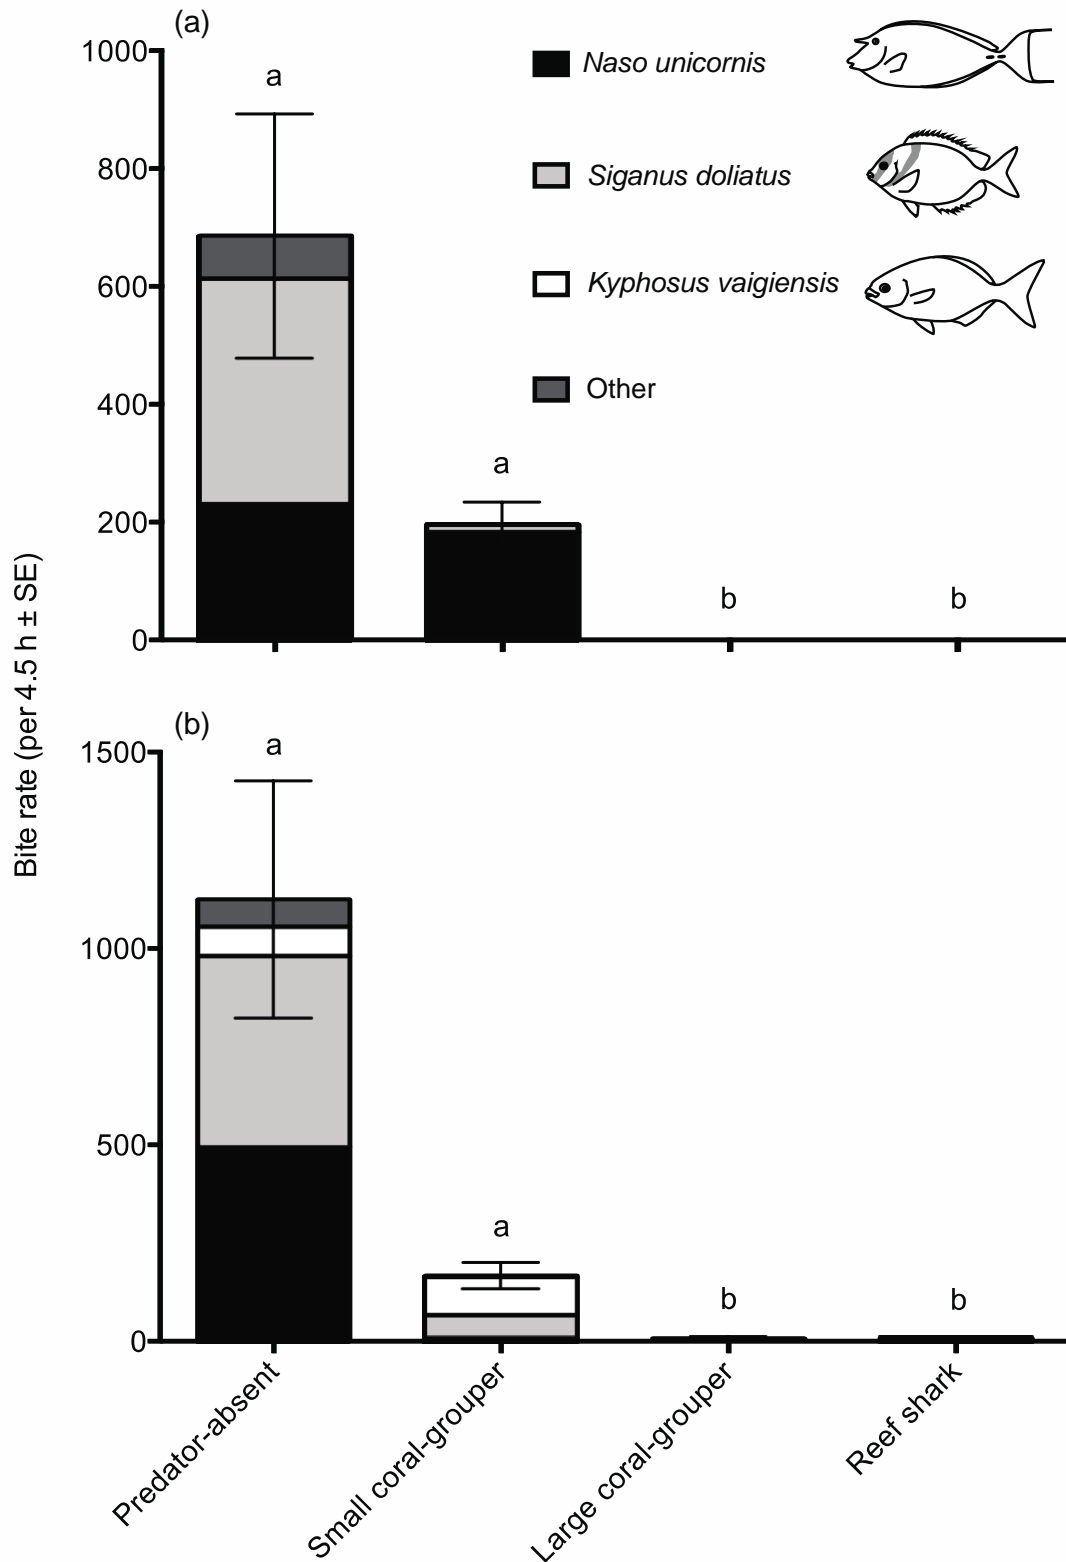 (a)
1000
800
600
400
200
0
a
a
b
b
Naso unicornis
Siganus doliatus
Kyphosus vaigiensis
Other
Bite rate (per 4.5 h ± SE)
(b)
1500
1000
500
0
a
a
b
b
Predator-absent
Small coral-grouper
Large coral-grouper
Reef shark